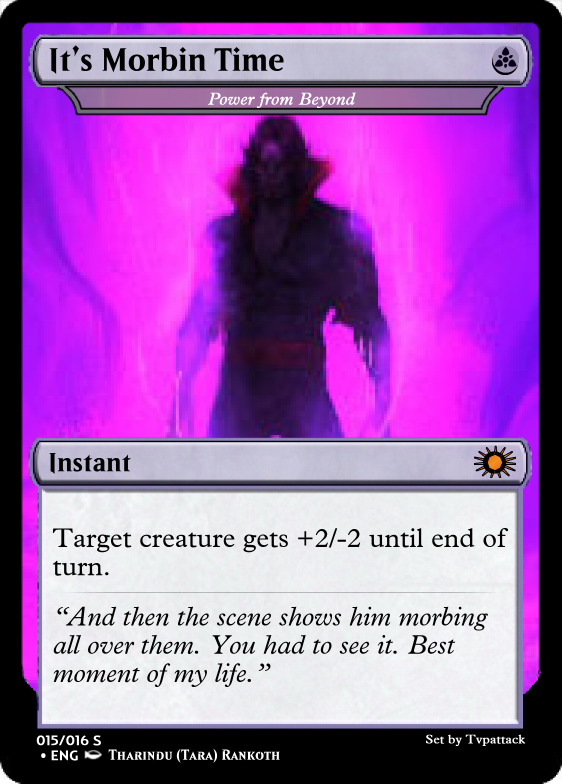 It's Morbin Time
Power from Beyond
Instant
Target creature gets +2/-2 until end of
turn.
“And then the scene shows him morbing
all over them. You had to see it. Best
moment of my life.”
015/016 S
Set by Tvpattack
• ENG Tharindu (Tara) Rankoth